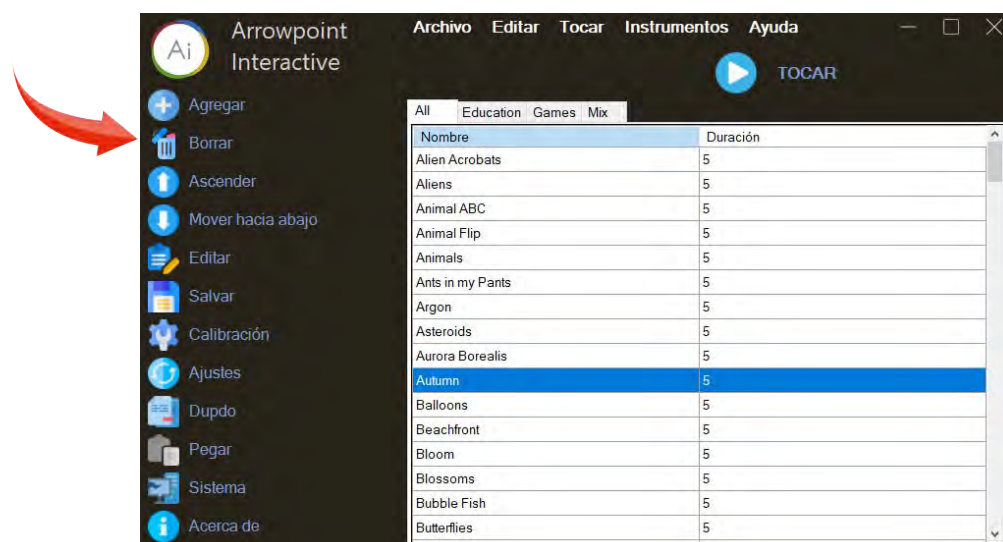 Ai
Arrowpoint
Interactive
Archivo Editar Tocar Instrumentos Ayuda
TOCAR
Agregar
Borrar
Ascender
Mover hacia abajo
Editar
Salvar
Calibración
Ajustes
Dupdo
Pegar
Sistema
Acerca de
All Education Games Mix
Nombre Duración
Alien Acrobats 5
Aliens 5
Animal ABC 5
Animal Flip 5
Animals 5
Ants in my Pants 5
Argon 5
Asteroids 5
Aurora Borealis 5
Autumn 5
Balloons 5
Beachfront 5
Bloom 5
Blossoms 5
Bubble Fish 5
Butterflies 5